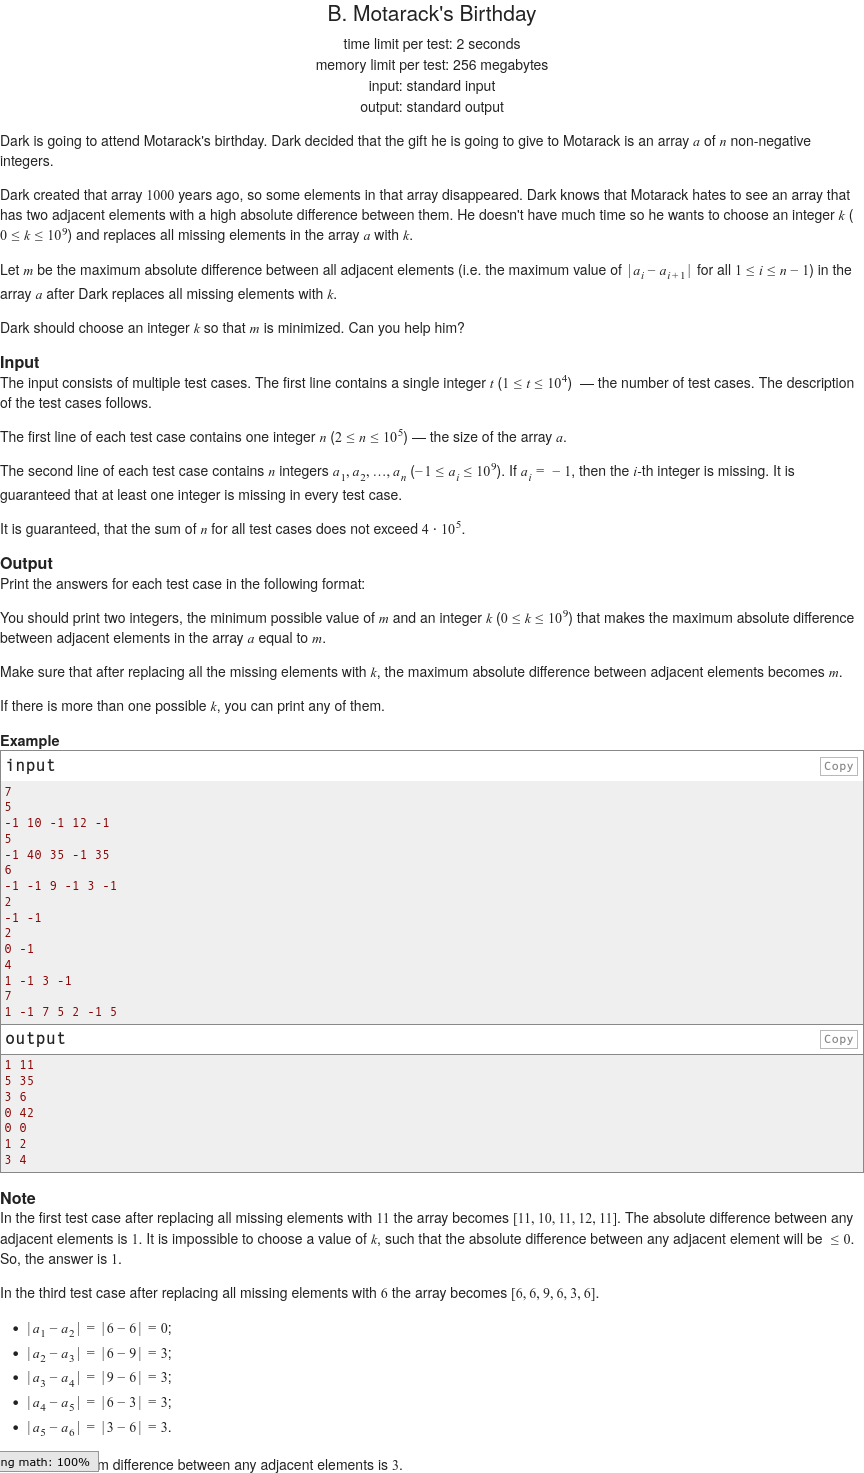 B. Motarack's Birthday
time limit per test: 2 seconds
memory limit per test: 256 megabytes
input: standard input
output: standard output
Dark is going to attend Motarack's birthday. Dark decided that the gift he is going to give to Motarack is an array a of n non-negative
integers.
Dark created that array 1000 years ago, so some elements in that array disappeared. Dark knows that Motarack hates to see an array that
has two adjacent elements with a high absolute difference between them. He doesn't have much time so he wants to choose an integer k (
0 ≤ k ≤ 10^9) and replaces all missing elements in the array a with k.
Let m be the maximum absolute difference between all adjacent elements (i.e. the maximum value of |a_i − a_{i+1}| for all 1 ≤ i ≤ n − 1) in the
array a after Dark replaces all missing elements with k.
Dark should choose an integer k so that m is minimized. Can you help him?
Input
The input consists of multiple test cases. The first line contains a single integer t (1 ≤ t ≤ 10^4) — the number of test cases. The description
of the test cases follows.
The first line of each test case contains one integer n (2 ≤ n ≤ 10^5) — the size of the array a.
The second line of each test case contains n integers a_1, a_2, …, a_n (−1 ≤ a_i ≤ 10^9). If a_i = −1, then the i-th integer is missing. It is
guaranteed that at least one integer is missing in every test case.
It is guaranteed, that the sum of n for all test cases does not exceed 4 · 10^5.
Output
Print the answers for each test case in the following format:
You should print two integers, the minimum possible value of m and an integer k (0 ≤ k ≤ 10^9) that makes the maximum absolute difference
between adjacent elements in the array a equal to m.
Make sure that after replacing all the missing elements with k, the maximum absolute difference between adjacent elements becomes m.
If there is more than one possible k, you can print any of them.
Example
input
Copy
7
5
-1 10 -1 12 -1
5
-1 40 35 -1 35
6
-1 -1 9 -1 3 -1
2
-1 -1
2
0 -1
4
1 -1 3 -1
7
1 -1 7 5 2 -1 5
output
Copy
1 11
5 35
3 6
0 42
0 0
1 2
3 4
Note
In the first test case after replacing all missing elements with 11 the array becomes [11, 10, 11, 12, 11]. The absolute difference between any
adjacent elements is 1. It is impossible to choose a value of k, such that the absolute difference between any adjacent element will be ≤ 0.
So, the answer is 1.
In the third test case after replacing all missing elements with 6 the array becomes [6, 6, 9, 6, 3, 6].
• |a_1 − a_2| = |6 − 6| = 0;
• |a_2 − a_3| = |6 − 9| = 3;
• |a_3 − a_4| = |9 − 6| = 3;
• |a_4 − a_5| = |6 − 3| = 3;
• |a_5 − a_6| = |3 − 6| = 3.
ng math: 100%
m difference between any adjacent elements is 3.